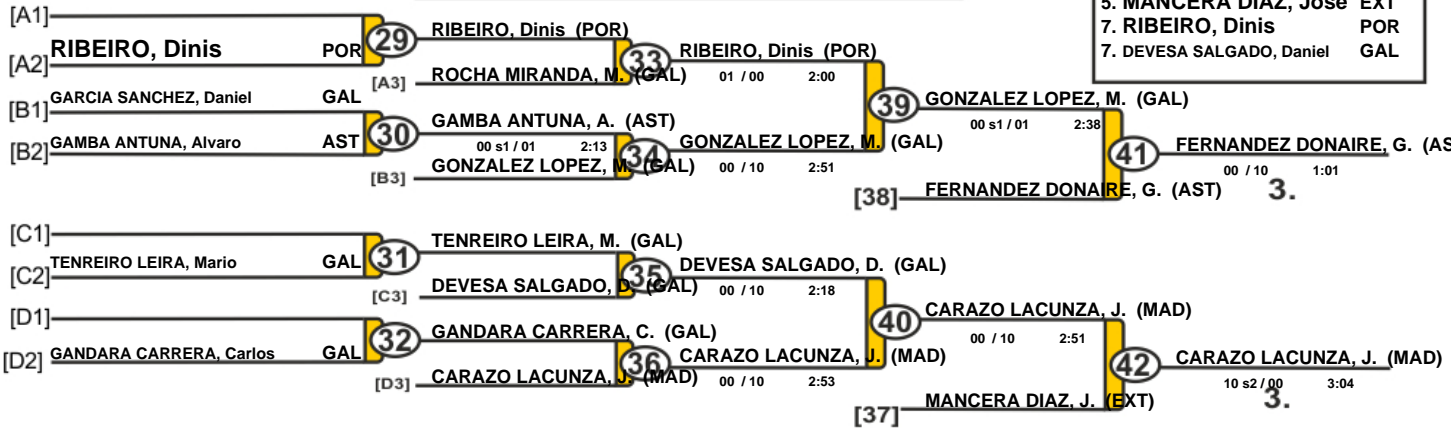 5. MANCERA DIAZ, Jose EXT
7. RIBEIRO, Dinis POR
7. DEVESA SALGADO, Daniel GAL
[A1]
[A2] RIBEIRO, Dinis POR
29
RIBEIRO, Dinis (POR)
[A3] ROCHA MIRANDA, M. (GAL)
33
RIBEIRO, Dinis (POR)
01 / 00 2:00
[B1] GARCIA SANCHEZ, Daniel GAL
[B2] GAMBA ANTUNA, Alvaro AST
30
GAMBA ANTUNA, A. (AST)
00 s1 / 01 2:13
[B3] GONZALEZ LOPEZ, M. (GAL)
34
GONZALEZ LOPEZ, M. (GAL)
00 / 10 2:51
39
GONZALEZ LOPEZ, M. (GAL)
00 s1 / 01 2:38
[38] FERNANDEZ DONAIRE, G. (AST)
41
FERNANDEZ DONAIRE, G. (AS
00 / 10 1:01
3.
[C1]
[C2] TENREIRO LEIRA, Mario GAL
31
TENREIRO LEIRA, M. (GAL)
[C3] DEVESA SALGADO, D. (GAL)
35
DEVESA SALGADO, D. (GAL)
00 / 10 2:18
[D1]
[D2] GANDARA CARRERA, Carlos GAL
32
GANDARA CARRERA, C. (GAL)
[D3] CARAZO LACUNZA, J. (MAD)
36
CARAZO LACUNZA, J. (MAD)
00 / 10 2:53
40
CARAZO LACUNZA, J. (MAD)
00 / 10 2:51
[37] MANCERA DIAZ, J. (EXT)
42
CARAZO LACUNZA, J. (MAD)
10 s2 / 00 3:04
3.